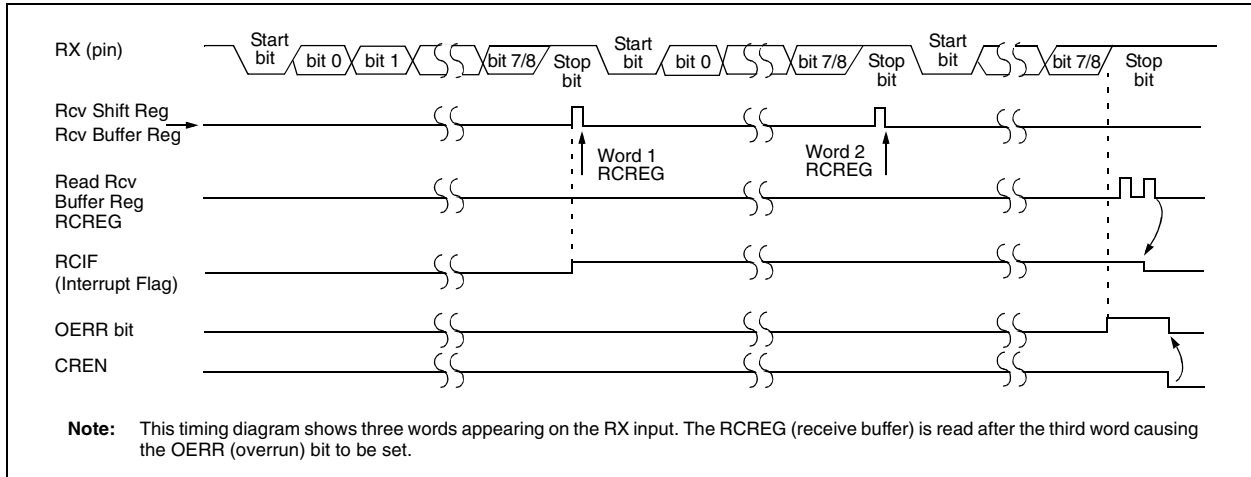 RX (pin)
Start
bit
bit 0
bit 1
bit 7/8
Stop
bit
Start
bit
bit 0
bit 7/8
Stop
bit
Start
bit
bit 7/8
Stop
bit
Rcv Shift Reg
Rcv Buffer Reg
Word 1
RCREG
Word 2
RCREG
Read Rcv
Buffer Reg
RCREG
RCIF
(Interrupt Flag)
OERR bit
CREN
Note: This timing diagram shows three words appearing on the RX input. The RCREG (receive buffer) is read after the third word causing
the OERR (overrun) bit to be set.